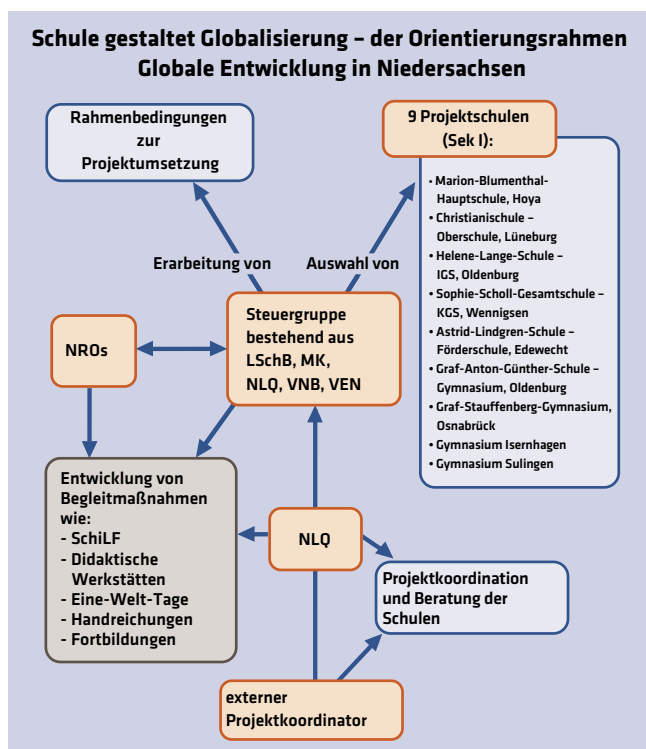 Schule gestaltet Globalisierung – der Orientierungsrahmen
Globale Entwicklung in Niedersachsen
Rahmenbedingungen
zur
Projektumsetzung
9 Projektschulen
(Sek I):
• Marion-Blumenthal-
Hauptschule, Hoya
• Christianischule –
Oberschule, Lüneburg
• Helene-Lange-Schule –
IGS, Oldenburg
• Sophie-Scholl-Gesamtschule –
KGS, Wennigsen
• Astrid-Lindgren-Schule –
Förderschule, Edewecht
• Graf-Anton-Günther-Schule –
Gymnasium, Oldenburg
• Graf-Stauffenberg-Gymnasium,
Osnabrück
• Gymnasium Isernhagen
• Gymnasium Sulingen
Erarbeitung von
Auswahl von
Steuergruppe
bestehend aus
LSchB, MK,
NLQ, VNB, VEN
NROs
Entwicklung von
Begleitmaßnahmen
wie:
- SchiLF
- Didaktische
Werkstätten
- Eine-Welt-Tage
- Handreichungen
- Fortbildungen
NLQ
Projektkoordination
und Beratung der
Schulen
externer
Projektkoordinator